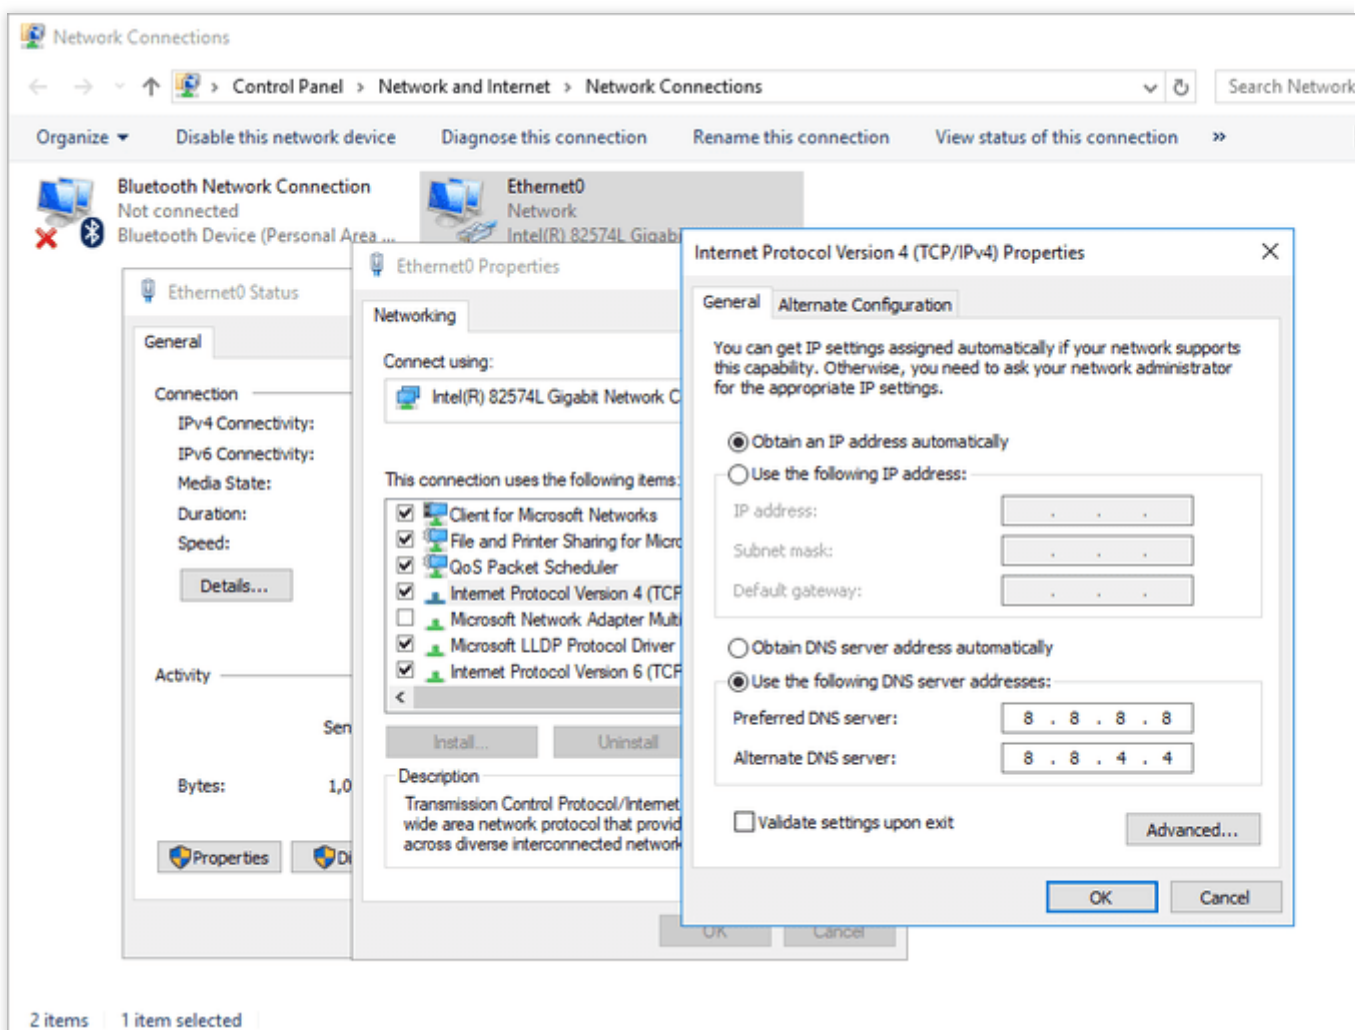 Network Connections
Control Panel > Network and Internet > Network Connections
Search Network
Organize
Disable this network device
Diagnose this connection
Rename this connection
View status of this connection
»
Bluetooth Network Connection
Not connected
Bluetooth Device (Personal Area ...
Ethernet0
Network
Intel(R) 82574L Gigab
Ethernet0 Status
General
Connection
IPv4 Connectivity:
IPv6 Connectivity:
Media State:
Duration:
Speed:
Details...
Activity
Sen
Bytes: 1,0
Properties
Di
Ethernet0 Properties
Networking
Connect using:
Intel(R) 82574L Gigabit Network C
This connection uses the following items:
Client for Microsoft Networks
File and Printer Sharing for Micro
QoS Packet Scheduler
Internet Protocol Version 4 (TCP
Microsoft Network Adapter Multi
Microsoft LLDP Protocol Driver
Internet Protocol Version 6 (TCP
Install...
Uninstall
Description
Transmission Control Protocol/Internet
wide area network protocol that provid
across diverse interconnected network
OK
Cancel
Internet Protocol Version 4 (TCP/IPv4) Properties
General
Alternate Configuration
You can get IP settings assigned automatically if your network supports
this capability. Otherwise, you need to ask your network administrator
for the appropriate IP settings.
Obtain an IP address automatically
Use the following IP address:
IP address: . . .
Subnet mask: . . .
Default gateway: . . .
Obtain DNS server address automatically
Use the following DNS server addresses:
Preferred DNS server: 8 . 8 . 8 . 8
Alternate DNS server: 8 . 8 . 4 . 4
Validate settings upon exit
Advanced...
OK
Cancel
2 items
1 item selected